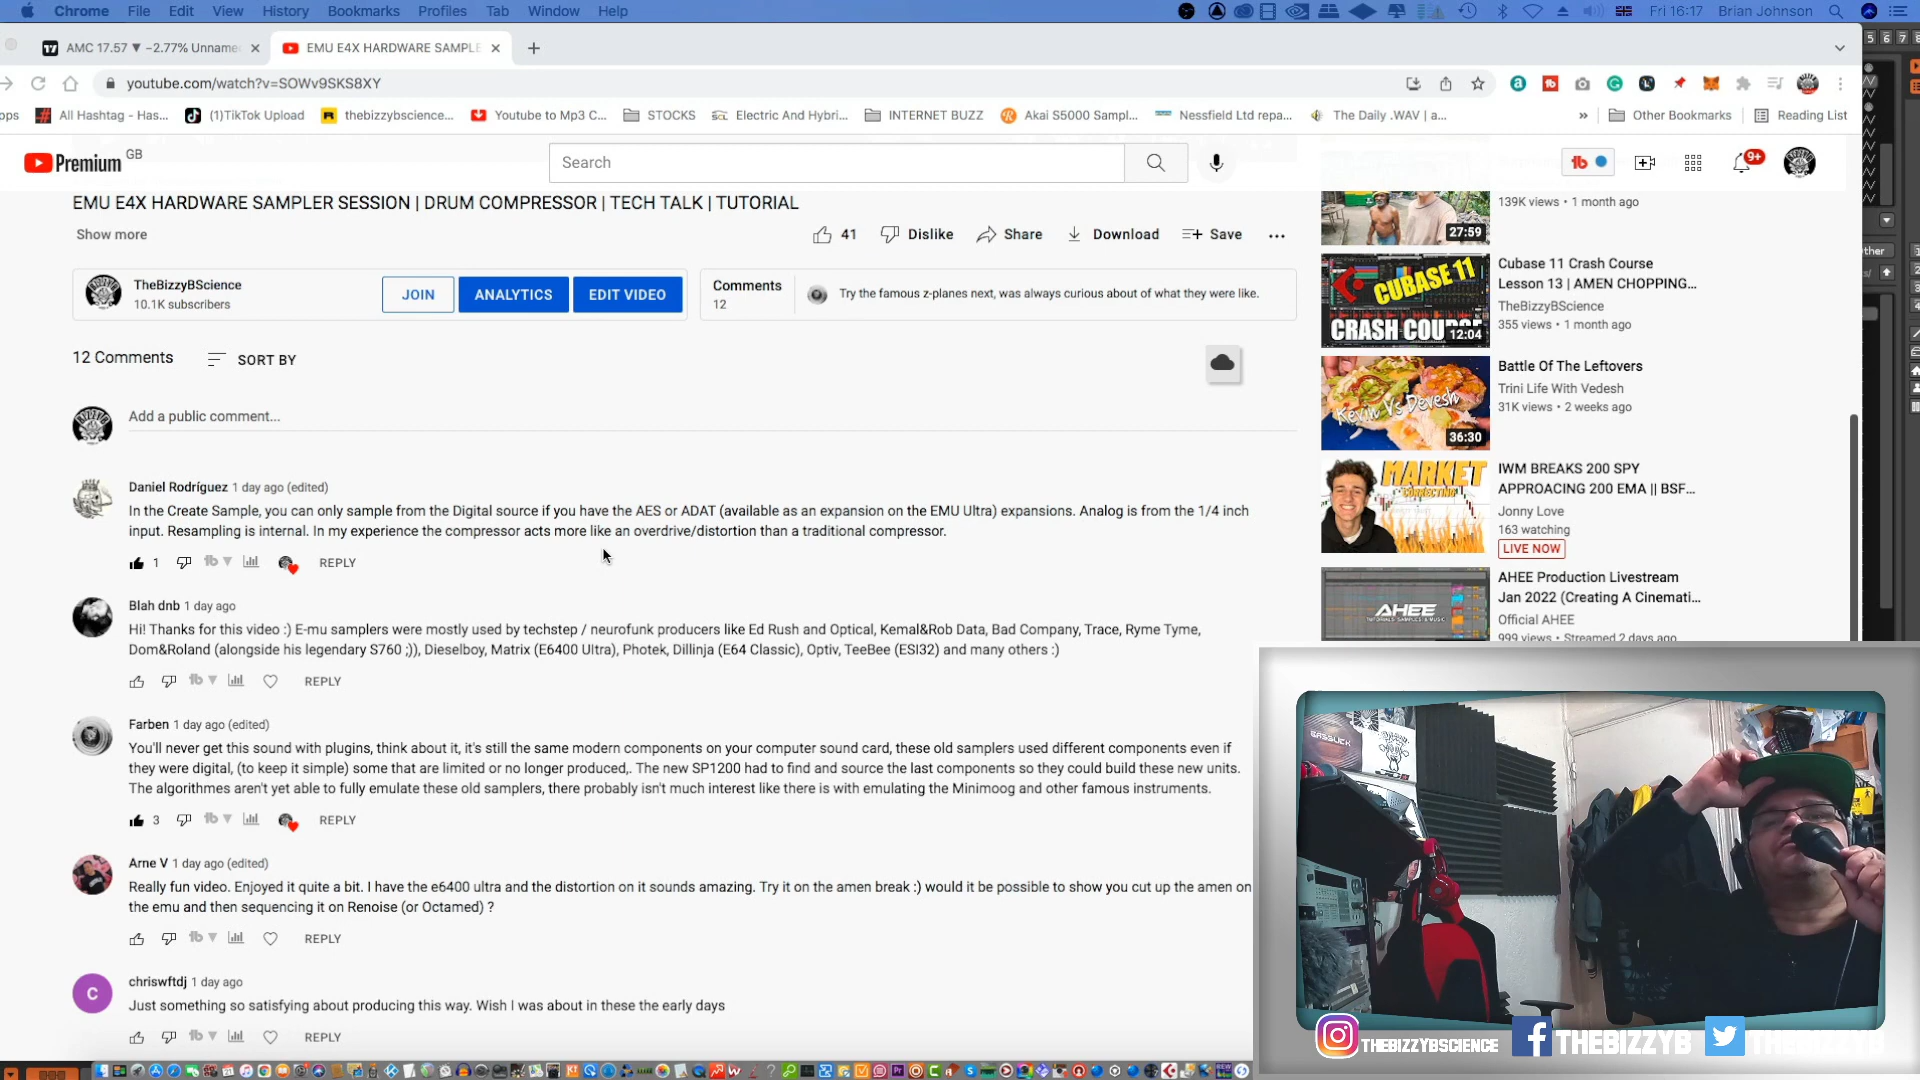 Chrome File Edit View History Bookmarks Profiles Tab Window Help Fri 16:17 Brian Johnson
AMC 17.57 ▼ −2.77% Unname
EMU E4X HARDWARE SAMPLE
youtube.com/watch?v=SOWv9SKS8XY
All Hashtag - Has... (1)TikTok Upload thebizzybscience... Youtube to Mp3 C... STOCKS Electric And Hybri... INTERNET BUZZ Akai S5000 Sampl... Nessfield Ltd repa... The Daily .WAV | a... » Other Bookmarks Reading List
Premium GB
Search
9+
EMU E4X HARDWARE SAMPLER SESSION | DRUM COMPRESSOR | TECH TALK | TUTORIAL
Show more
41 Dislike Share Download Save ...
TheBizzyBScience
10.1K subscribers
JOIN ANALYTICS EDIT VIDEO
Comments
12
Try the famous z-planes next, was always curious about of what they were like.
12 Comments SORT BY
Add a public comment...
Daniel Rodríguez 1 day ago (edited)
In the Create Sample, you can only sample from the Digital source if you have the AES or ADAT (available as an expansion on the EMU Ultra) expansions. Analog is from the 1/4 inch
input. Resampling is internal. In my experience the compressor acts more like an overdrive/distortion than a traditional compressor.
1 REPLY
Blah dnb 1 day ago
Hi! Thanks for this video :) E-mu samplers were mostly used by techstep / neurofunk producers like Ed Rush and Optical, Kemal&Rob Data, Bad Company, Trace, Ryme Tyme,
Dom&Roland (alongside his legendary S760 ;)), Dieselboy, Matrix (E6400 Ultra), Photek, Dillinja (E64 Classic), Optiv, TeeBee (ESI32) and many others :)
REPLY
Farben 1 day ago (edited)
You'll never get this sound with plugins, think about it, it's still the same modern components on your computer sound card, these old samplers used different components even if
they were digital, (to keep it simple) some that are limited or no longer produced,. The new SP1200 had to find and source the last components so they could build these new units.
The algorithmes aren't yet able to fully emulate these old samplers, there probably isn't much interest like there is with emulating the Minimoog and other famous instruments.
3 REPLY
Arne V 1 day ago (edited)
Really fun video. Enjoyed it quite a bit. I have the e6400 ultra and the distortion on it sounds amazing. Try it on the amen break :) would it be possible to show you cut up the amen on
the emu and then sequencing it on Renoise (or Octamed) ?
REPLY
C
chriswftdj 1 day ago
Just something so satisfying about producing this way. Wish I was about in these the early days
REPLY
139K views • 1 month ago
27:59
Cubase 11 Crash Course
Lesson 13 | AMEN CHOPPING...
TheBizzyBScience
355 views • 1 month ago
CUBASE 11
CRASH COURSE
12:04
Battle Of The Leftovers
Trini Life With Vedesh
31K views • 2 weeks ago
Kevin Vs Devesh
36:30
IWM BREAKS 200 SPY
APPROACING 200 EMA || BSF...
Jonny Love
163 watching
LIVE NOW
MARKET
CORRECTING
AHEE Production Livestream
Jan 2022 (Creating A Cinemati...
Official AHEE
999 views • Streamed 2 days ago
AHEE
TUTORIALS, SAMPLES & MUSIC
THEBIZZYBSCIENCE THEBIZZYB THEBIZZYB